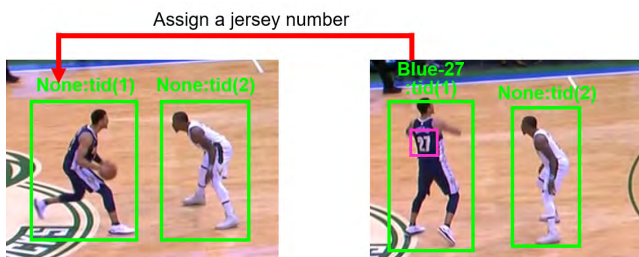 Assign a jersey number
None:tid(1) None:tid(2)
Blue-27
:tid(1) None:tid(2)
27